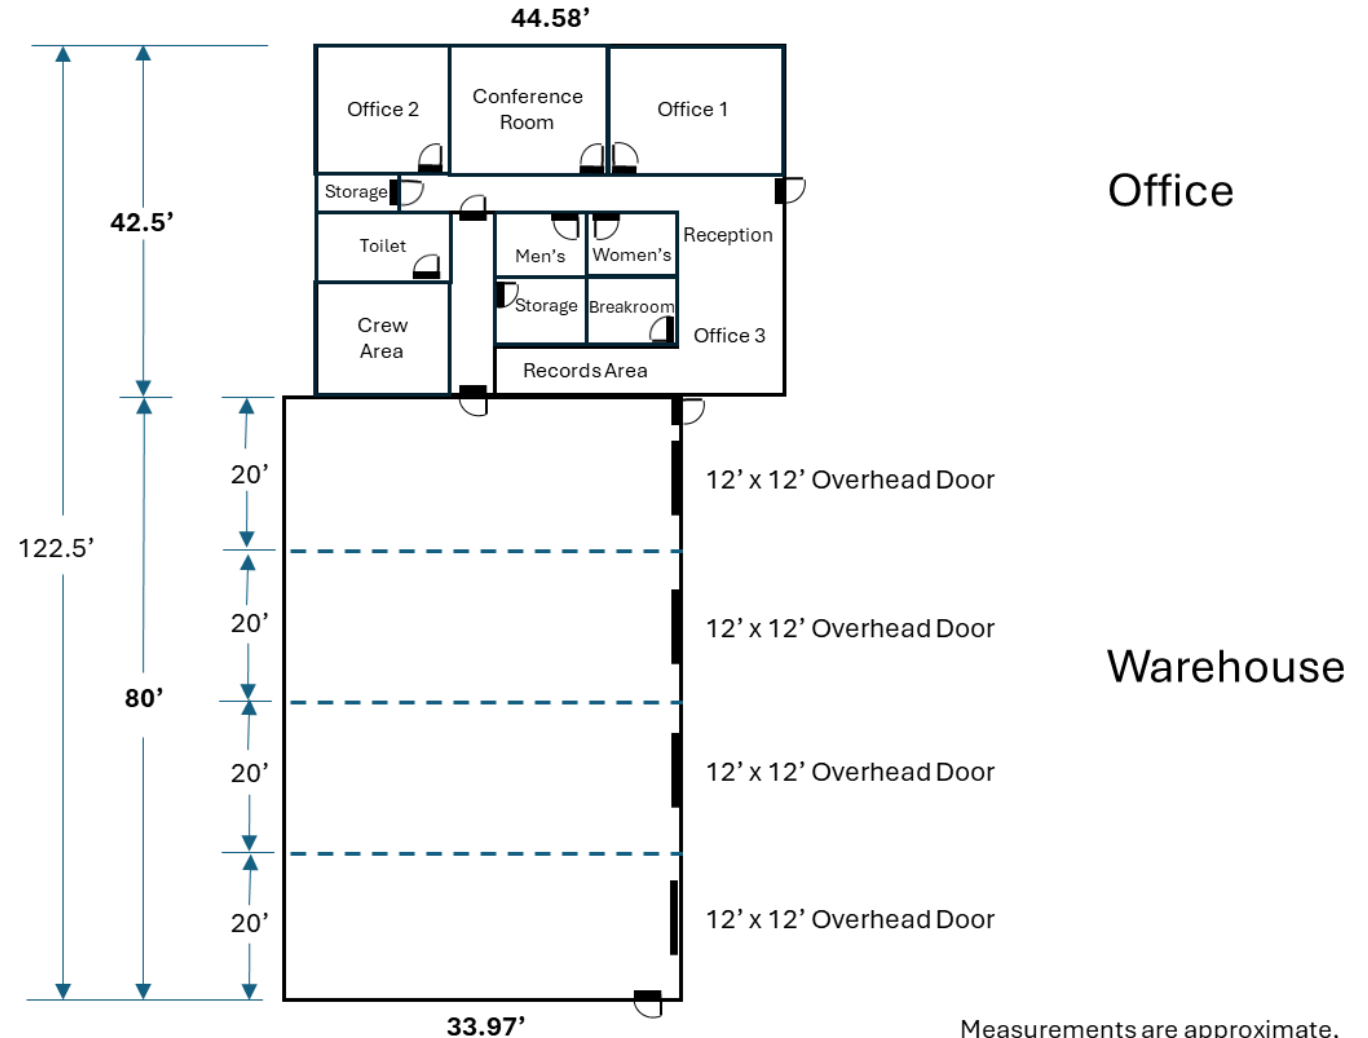 44.58’
Office 2
Conference
Room
Office 1
Storage
Office
42.5’
Toilet
Men’s
Women’s
Reception
Storage
Breakroom
Crew
Area
Office 3
Records Area
20’
12’ x 12’ Overhead Door
122.5’
20’
12’ x 12’ Overhead Door
Warehouse
80’
20’
12’ x 12’ Overhead Door
20’
12’ x 12’ Overhead Door
33.97’
Measurements are approximate.